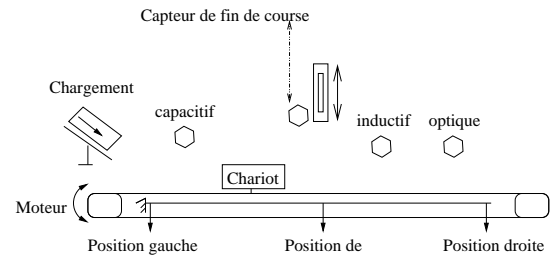 Capteur de fin de course
Chargement
capacitif
inductif optique
Chariot
Moteur
Position gauche Position de Position droite